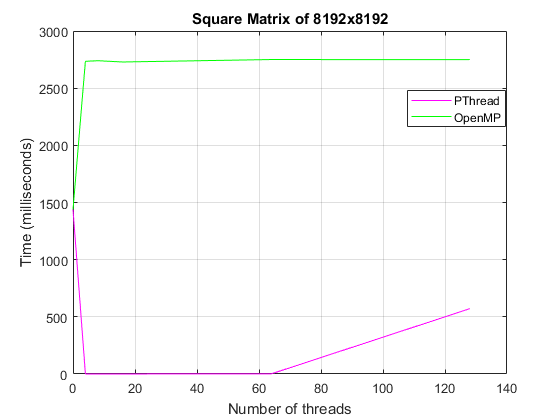 Square Matrix of 8192x8192
3000
2500
2000
1500
1000
500
0
Time (milliseconds)
PThread
OpenMP
0 20 40 60 80 100 120 140
Number of threads